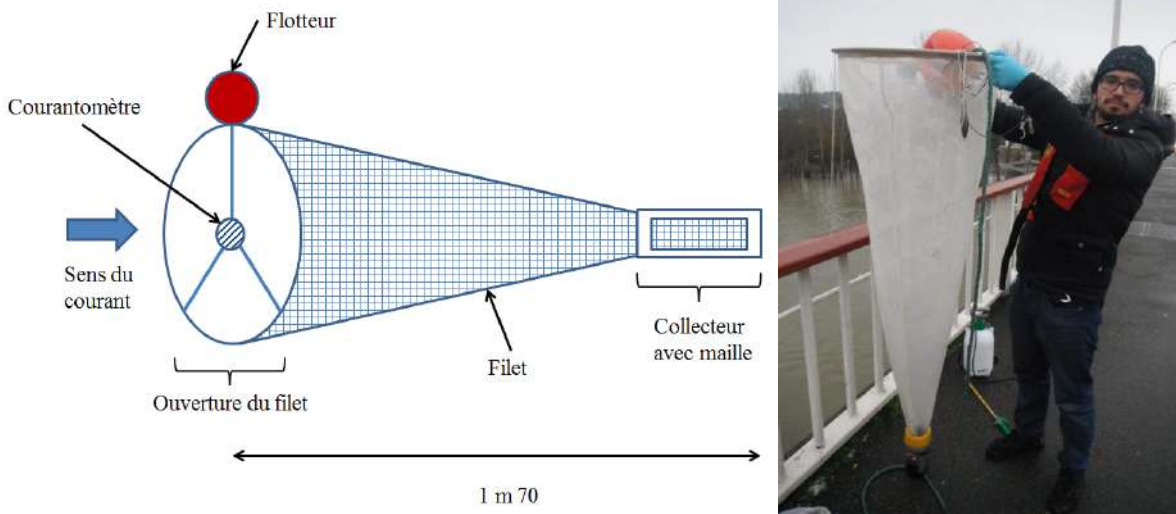 Flotteur
Courantomètre
Sens du
courant
Ouverture du filet
Filet
Collecteur
avec maille
1 m 70